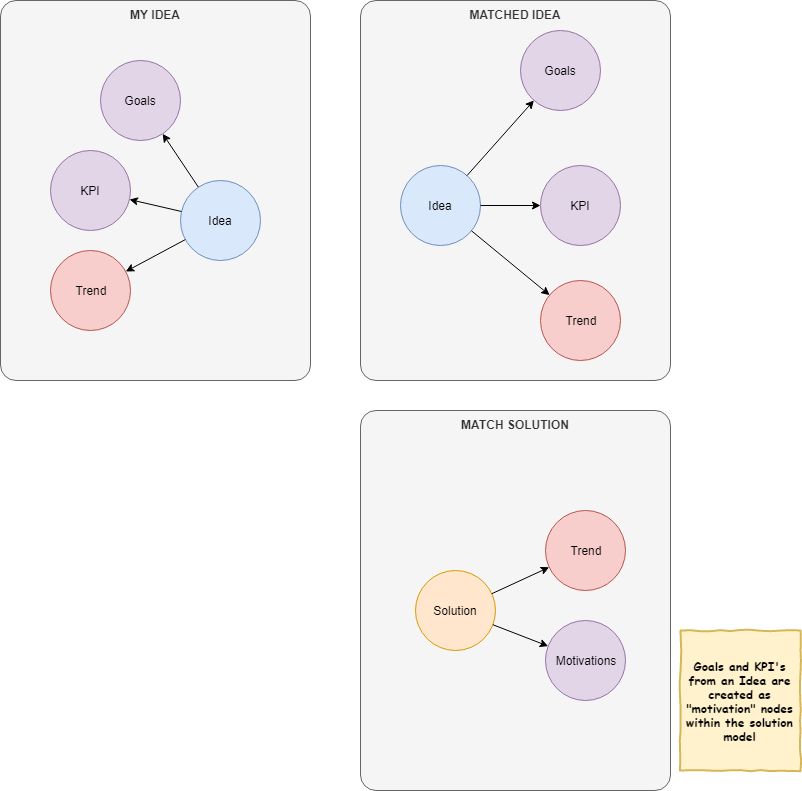 MY IDEA
Goals
KPI
Idea
Trend
MATCHED IDEA
Goals
Idea
KPI
Trend
MATCH SOLUTION
Trend
Solution
Motivations
Goals and KPI's
from an Idea are
created as
"motivation" nodes
within the solution
model